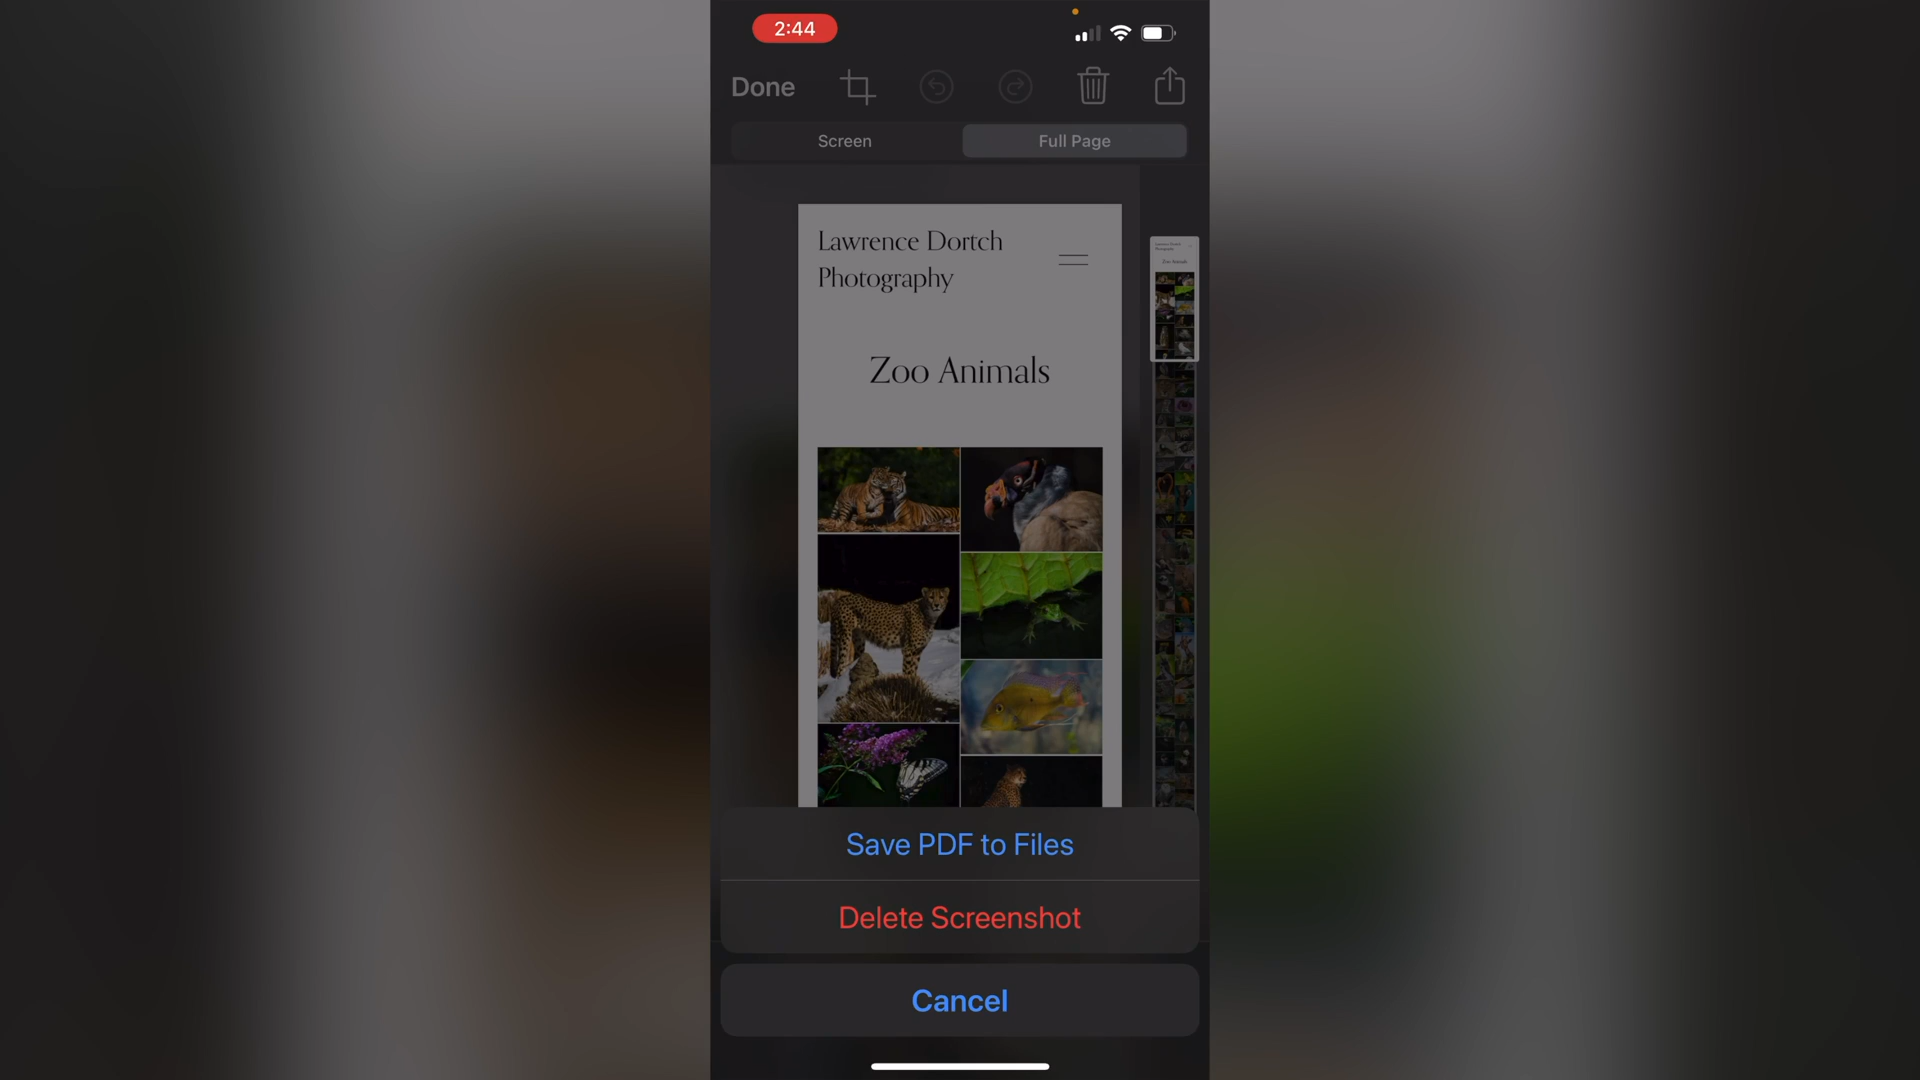 2:44
Done
Screen
Full Page
Lawrence Dortch
Photography
Zoo Animals
Save PDF to Files
Delete Screenshot
Cancel